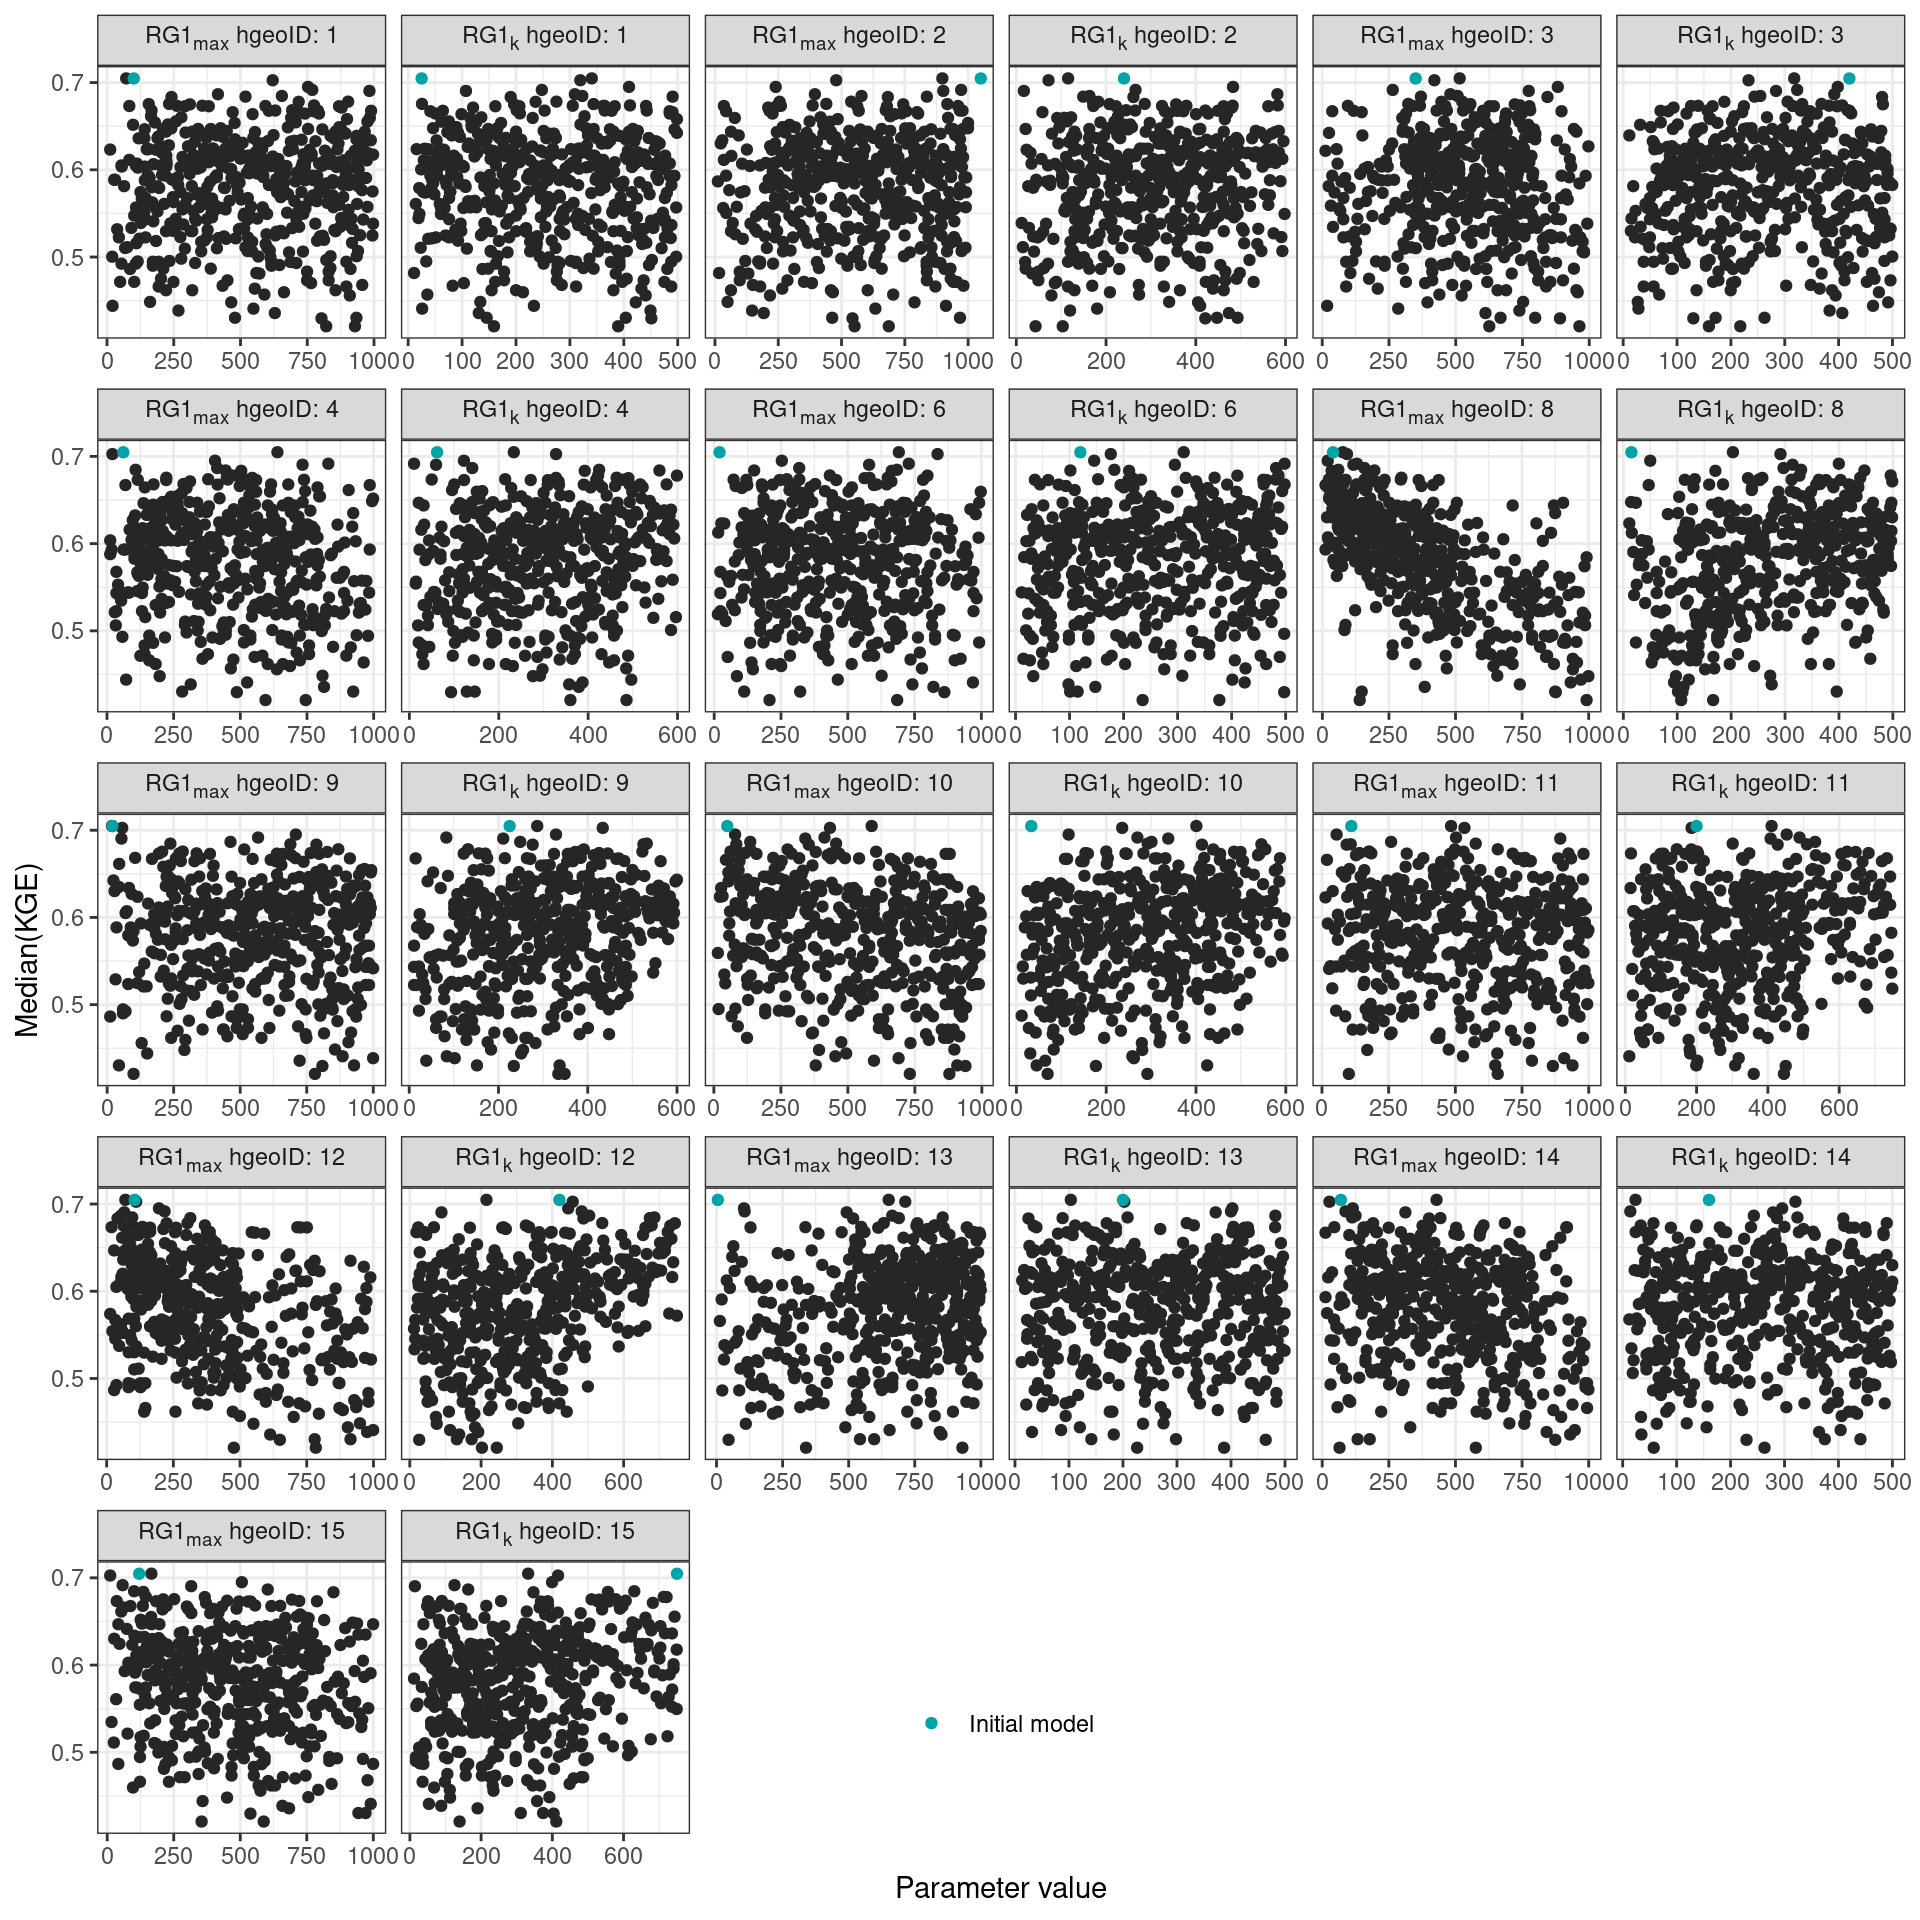 RG1max hgeoID: 1 RG1k hgeoID: 1 RG1max hgeoID: 2 RG1k hgeoID: 2 RG1max hgeoID: 3 RG1k hgeoID: 3
0.7
0.6
0.5
0 250 500 750 1000 0 100 200 300 400 500 0 250 500 750 1000 0 200 400 600 0 250 500 750 1000 0 100 200 300 400 500
RG1max hgeoID: 4 RG1k hgeoID: 4 RG1max hgeoID: 6 RG1k hgeoID: 6 RG1max hgeoID: 8 RG1k hgeoID: 8
0.7
0.6
0.5
0 250 500 750 1000 0 200 400 600 0 250 500 750 1000 0 100 200 300 400 500 0 250 500 750 1000 0 100 200 300 400 500
RG1max hgeoID: 9 RG1k hgeoID: 9 RG1max hgeoID: 10 RG1k hgeoID: 10 RG1max hgeoID: 11 RG1k hgeoID: 11
Median(KGE)
0.7
0.6
0.5
0 250 500 750 1000 0 200 400 600 0 250 500 750 1000 0 200 400 600 0 250 500 750 1000 0 200 400 600
RG1max hgeoID: 12 RG1k hgeoID: 12 RG1max hgeoID: 13 RG1k hgeoID: 13 RG1max hgeoID: 14 RG1k hgeoID: 14
0.7
0.6
0.5
0 250 500 750 1000 0 200 400 600 0 250 500 750 1000 0 100 200 300 400 500 0 250 500 750 1000 0 100 200 300 400 500
RG1max hgeoID: 15 RG1k hgeoID: 15
0.7
0.6
0.5
0 250 500 750 1000 0 200 400 600
Initial model
Parameter value